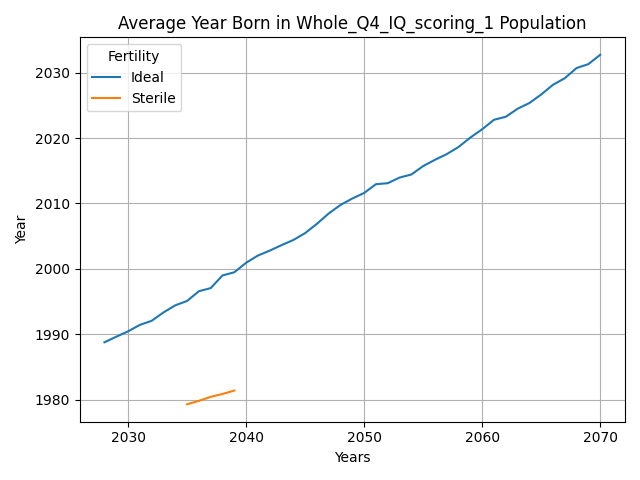 Average Year Born in Whole_Q4_IQ_scoring_1 Population
Fertility
Ideal
Sterile
Year
2030
2020
2010
2000
1990
1980
2030 2040 2050 2060 2070
Years